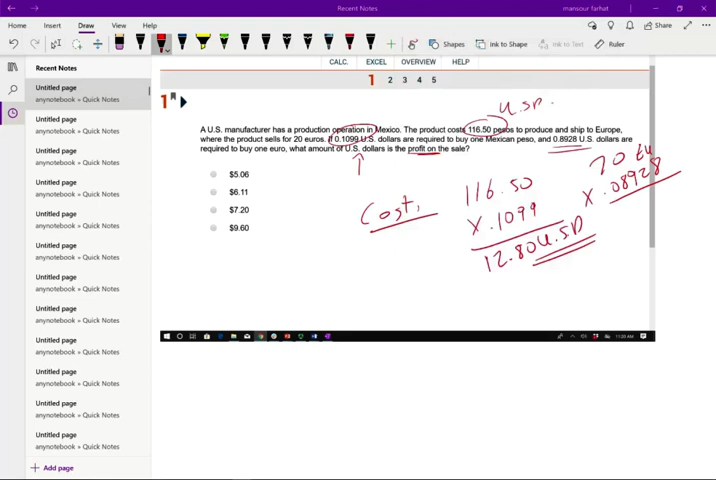 Recent Notes
mansour farhat
Home
Insert
Draw
View
Help
Share
Shapes
Ink to Shape
Ink to Text
Ruler
Recent Notes
Untitled page
anynotebook » Quick Notes
Untitled page
anynotebook » Quick Notes
Untitled page
anynotebook » Quick Notes
Untitled page
anynotebook » Quick Notes
Untitled page
anynotebook » Quick Notes
Untitled page
anynotebook » Quick Notes
Untitled page
anynotebook » Quick Notes
Untitled page
anynotebook » Quick Notes
Untitled page
anynotebook » Quick Notes
Untitled page
anynotebook » Quick Notes
Untitled page
anynotebook » Quick Notes
Untitled page
anynotebook » Quick Notes
+ Add page
CALC. EXCEL OVERVIEW HELP
1 2 3 4 5
1
U.SD.
A U.S. manufacturer has a production operation in Mexico. The product costs 116.50 pesos to produce and ship to Europe,
where the product sells for 20 euros. If 0.1099 U.S. dollars are required to buy one Mexican peso, and 0.8928 U.S. dollars are
required to buy one euro, what amount of U.S. dollars is the profit on the sale?
$5.06
$6.11
$7.20
$9.60
Cost,
116.50
X .1099
12.80 U.SD
20 Eu
X .08928
11:38 AM